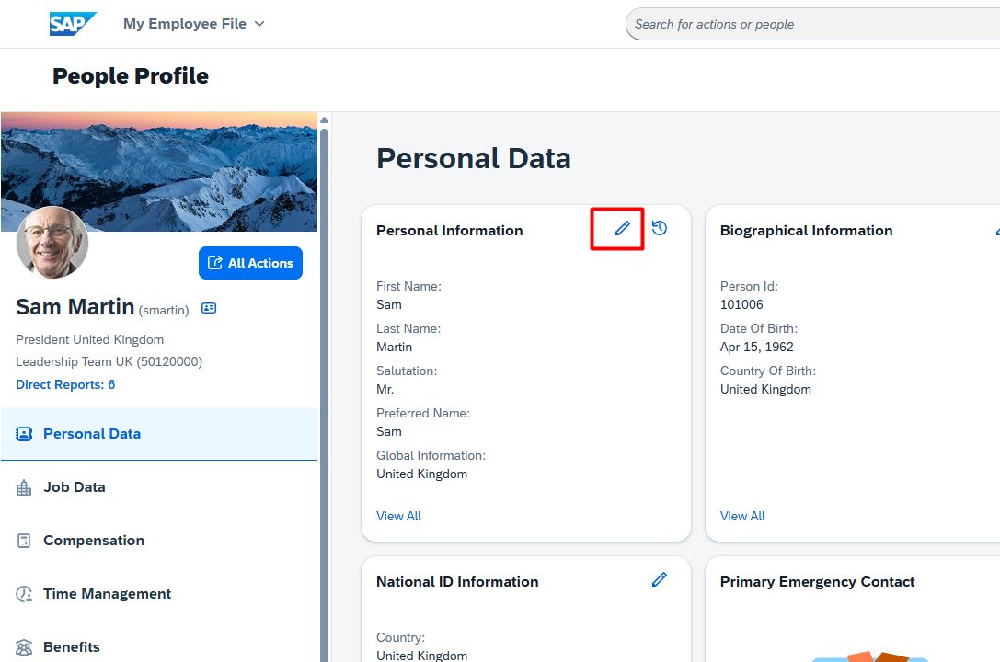 SAP
My Employee File
Search for actions or people
People Profile
All Actions
Sam Martin (smartin)
President United Kingdom
Leadership Team UK (50120000)
Direct Reports: 6
Personal Data
Job Data
Compensation
Time Management
Benefits
Personal Data
Personal Information
First Name:
Sam
Last Name:
Martin
Salutation:
Mr.
Preferred Name:
Sam
Global Information:
United Kingdom
View All
Biographical Information
Person Id:
101006
Date Of Birth:
Apr 15, 1962
Country Of Birth:
United Kingdom
View All
National ID Information
Country:
United Kingdom
Primary Emergency Contact